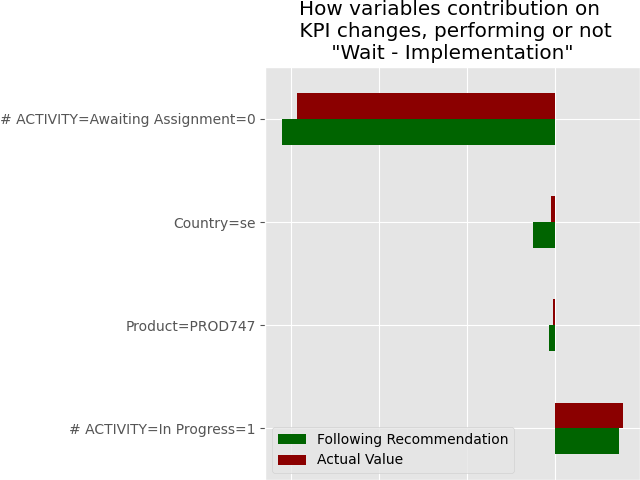 How variables contribution on
KPI changes, performing or not
"Wait - Implementation"
# ACTIVITY=Awaiting Assignment=0
Country=se
Product=PROD747
# ACTIVITY=In Progress=1
Following Recommendation
Actual Value